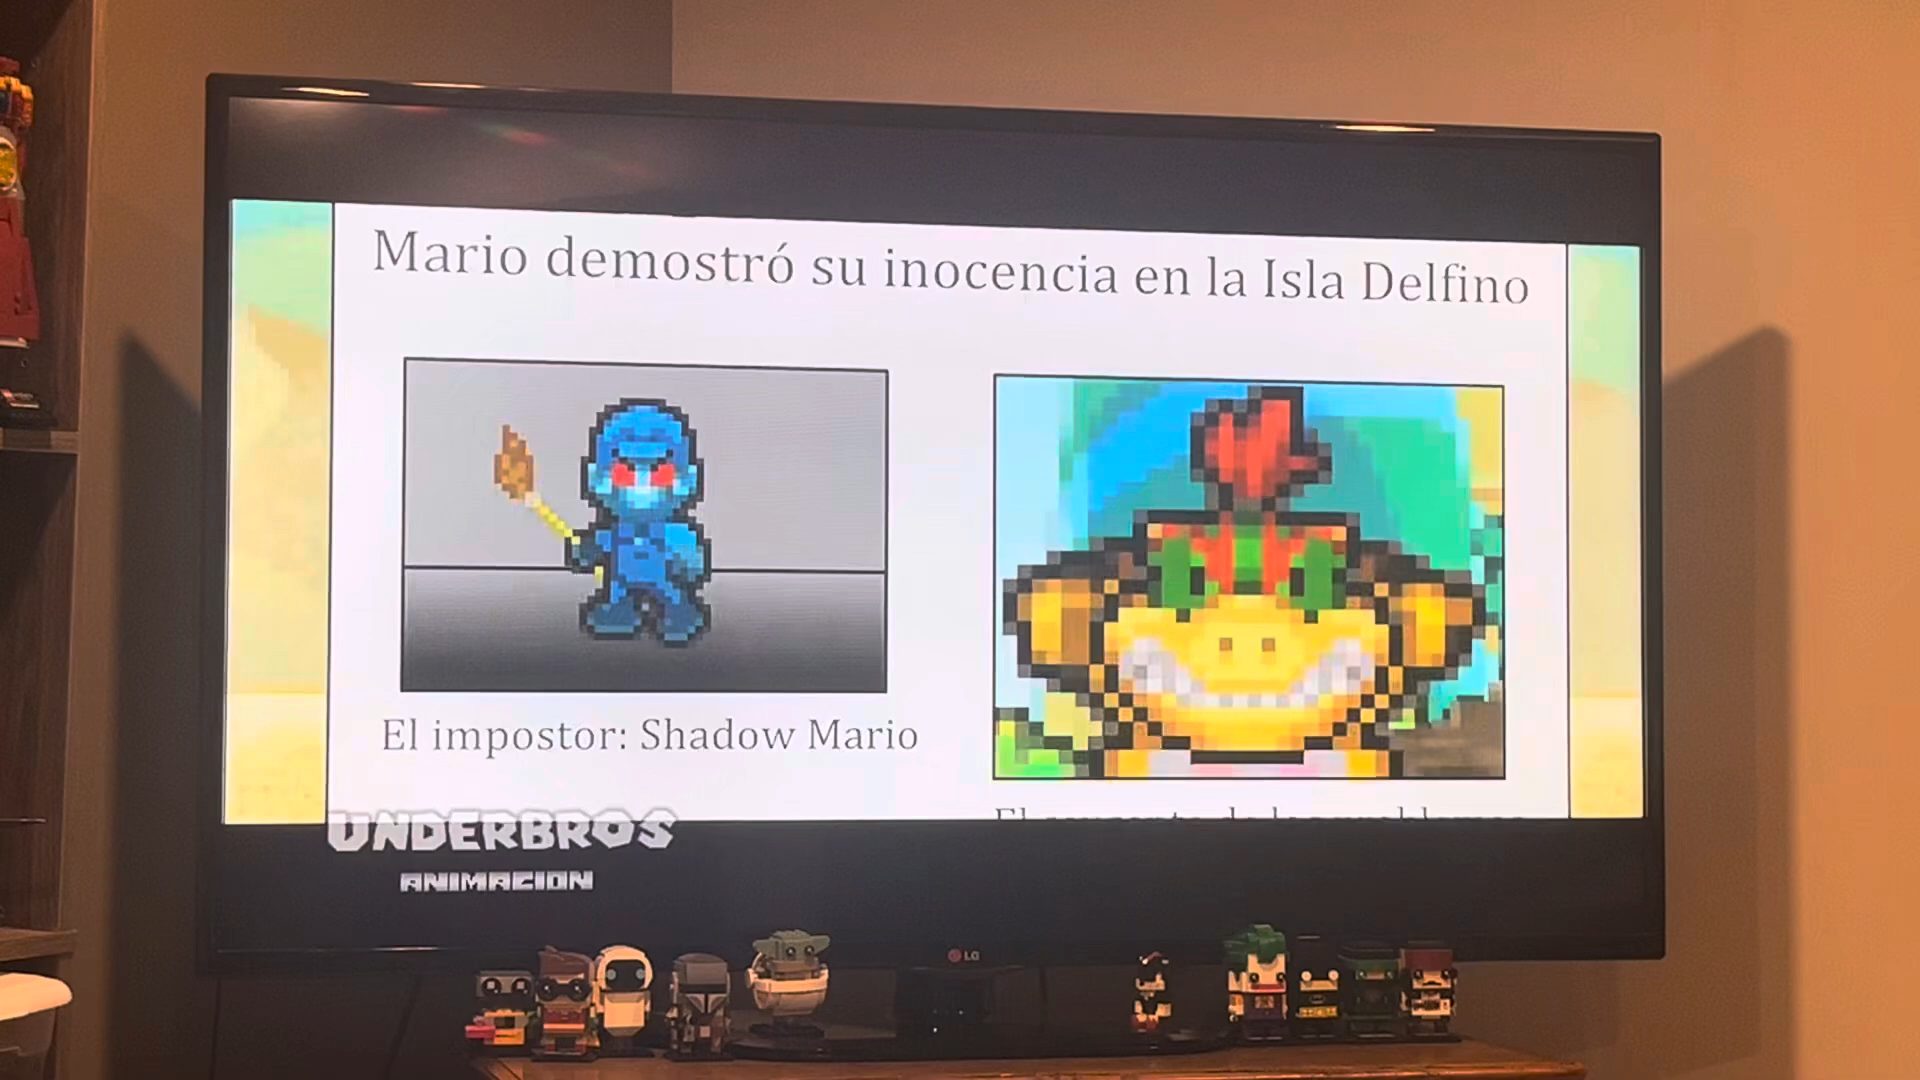 Mario demostró su inocencia en la Isla Delfino
El impostor: Shadow Mario
UNDERBROS
ANIMACION
LG